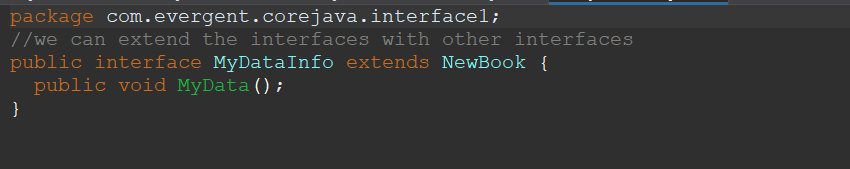 package com.evergent.corejava.interface1;
//we can extend the interfaces with other interfaces
public interface MyDataInfo extends NewBook {
  public void MyData();
}